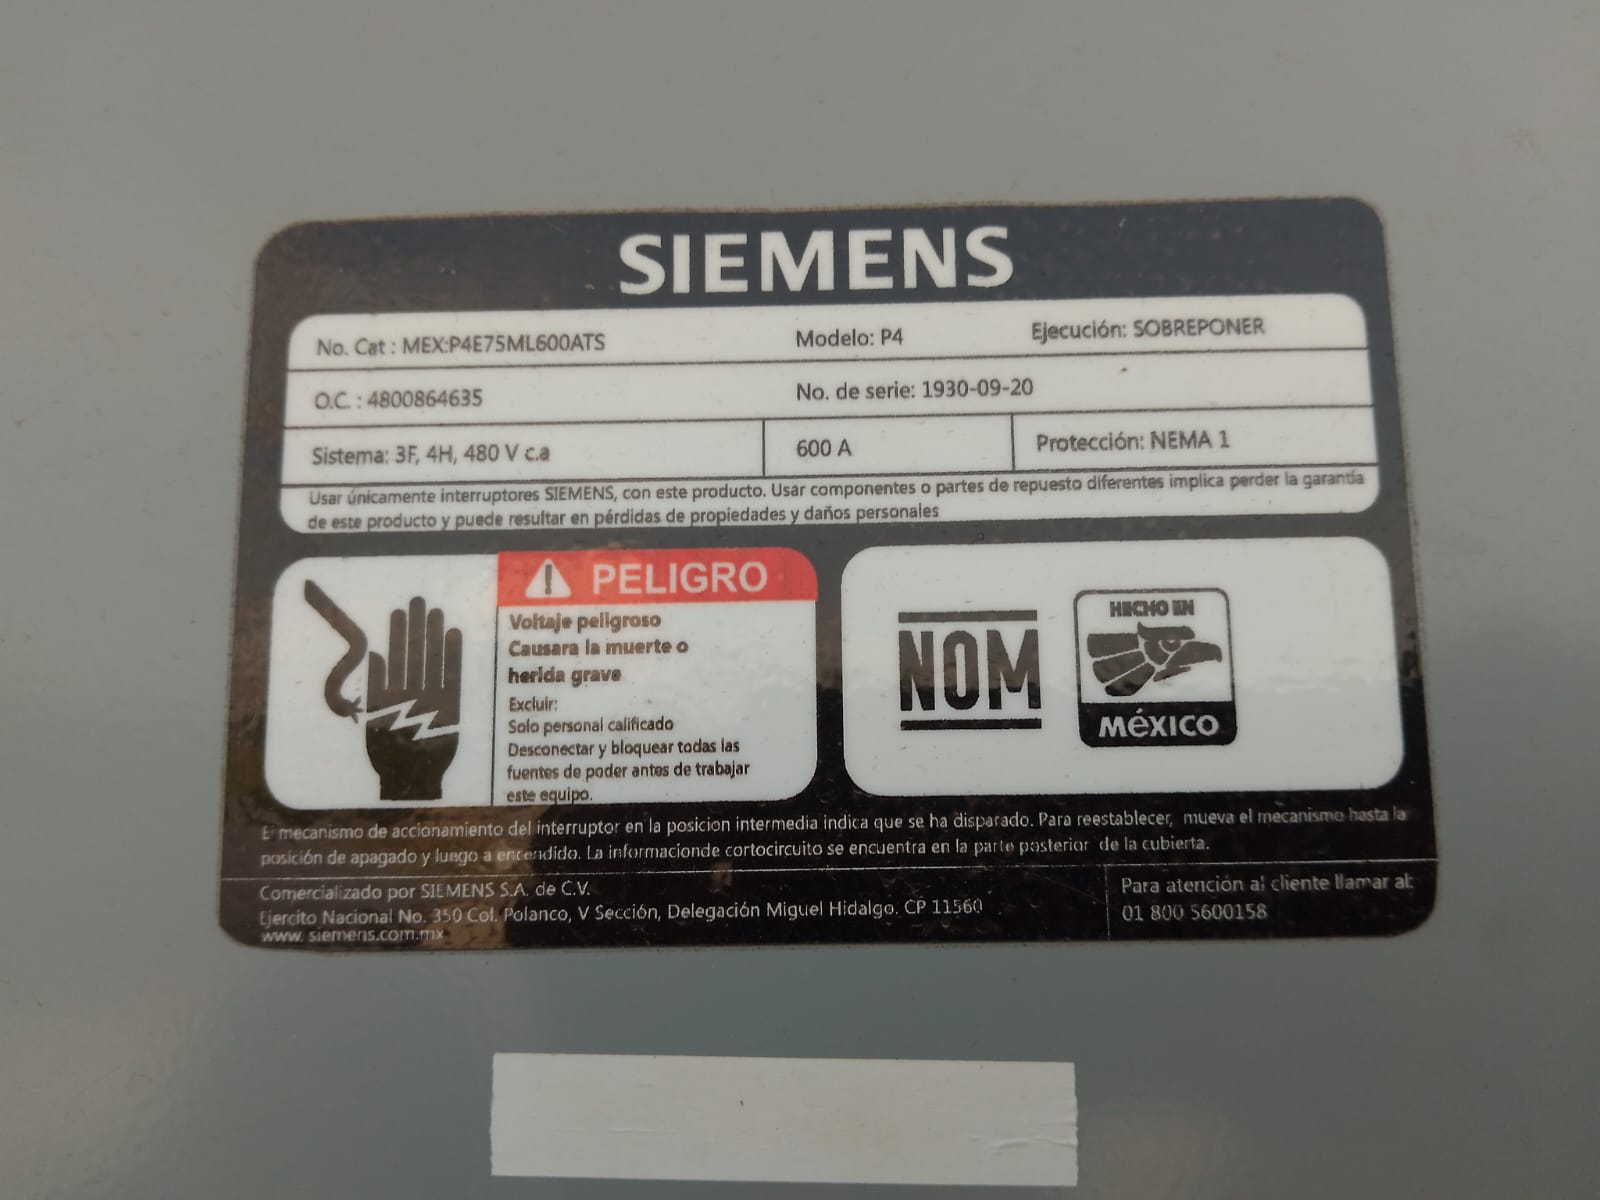 SIEMENS
No. Cat : MEX:P4E75ML600ATS Modelo: P4 Ejecución: SOBREPONER
O.C. : 4800864635 No. de serie: 1930-09-20
Sistema: 3F, 4H, 480 V c.a 600 A Protección: NEMA 1
Usar únicamente interruptores SIEMENS, con este producto. Usar componentes o partes de repuesto diferentes implica perder la garantía
de este producto y puede resultar en pérdidas de propiedades y daños personales
PELIGRO
Voltaje peligroso
Causara la muerte o
herida grave
Excluir:
Solo personal calificado
Desconectar y bloquear todas las
fuentes de poder antes de trabajar
este equipo.
NOM
HECHO EN
MéXICO
El mecanismo de accionamiento del interruptor en la posicion intermedia indica que se ha disparado. Para reestablecer, mueva el mecanismo hasta la
posición de apagado y luego a encendido. La informacionde cortocircuito se encuentra en la parte posterior de la cubierta.
Comercializado por SIEMENS S.A. de C.V.
Ejercito Nacional No. 350 Col. Polanco, V Sección, Delegación Miguel Hidalgo. CP 11560
www. siemens.com.mx
Para atención al cliente llamar al:
01 800 5600158